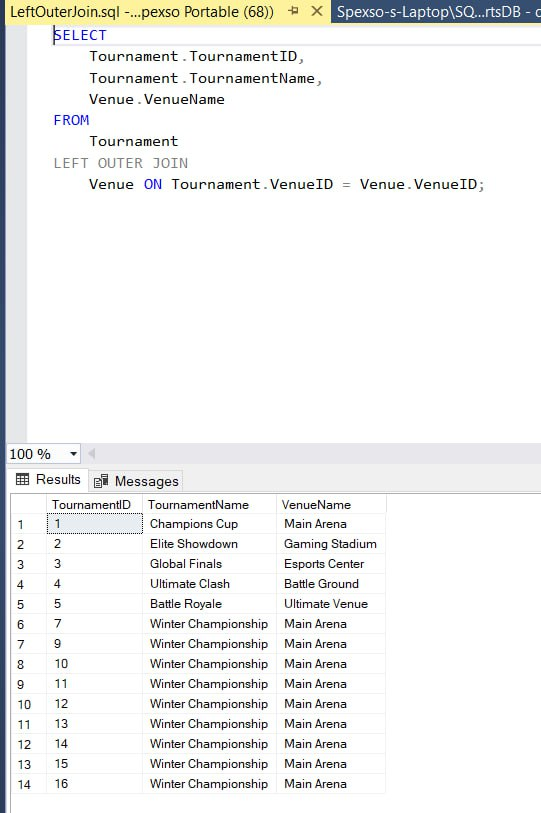 LeftOuterJoin.sql -...pexso Portable (68)) Spexso-s-Laptop\SQ...rtsDB -
SELECT
Tournament.TournamentID,
Tournament.TournamentName,
Venue.VenueName
FROM
Tournament
LEFT OUTER JOIN
Venue ON Tournament.VenueID = Venue.VenueID;
100 %
Results Messages
TournamentID TournamentName VenueName
1 1 Champions Cup Main Arena
2 2 Elite Showdown Gaming Stadium
3 3 Global Finals Esports Center
4 4 Ultimate Clash Battle Ground
5 5 Battle Royale Ultimate Venue
6 7 Winter Championship Main Arena
7 9 Winter Championship Main Arena
8 10 Winter Championship Main Arena
9 11 Winter Championship Main Arena
10 12 Winter Championship Main Arena
11 13 Winter Championship Main Arena
12 14 Winter Championship Main Arena
13 15 Winter Championship Main Arena
14 16 Winter Championship Main Arena